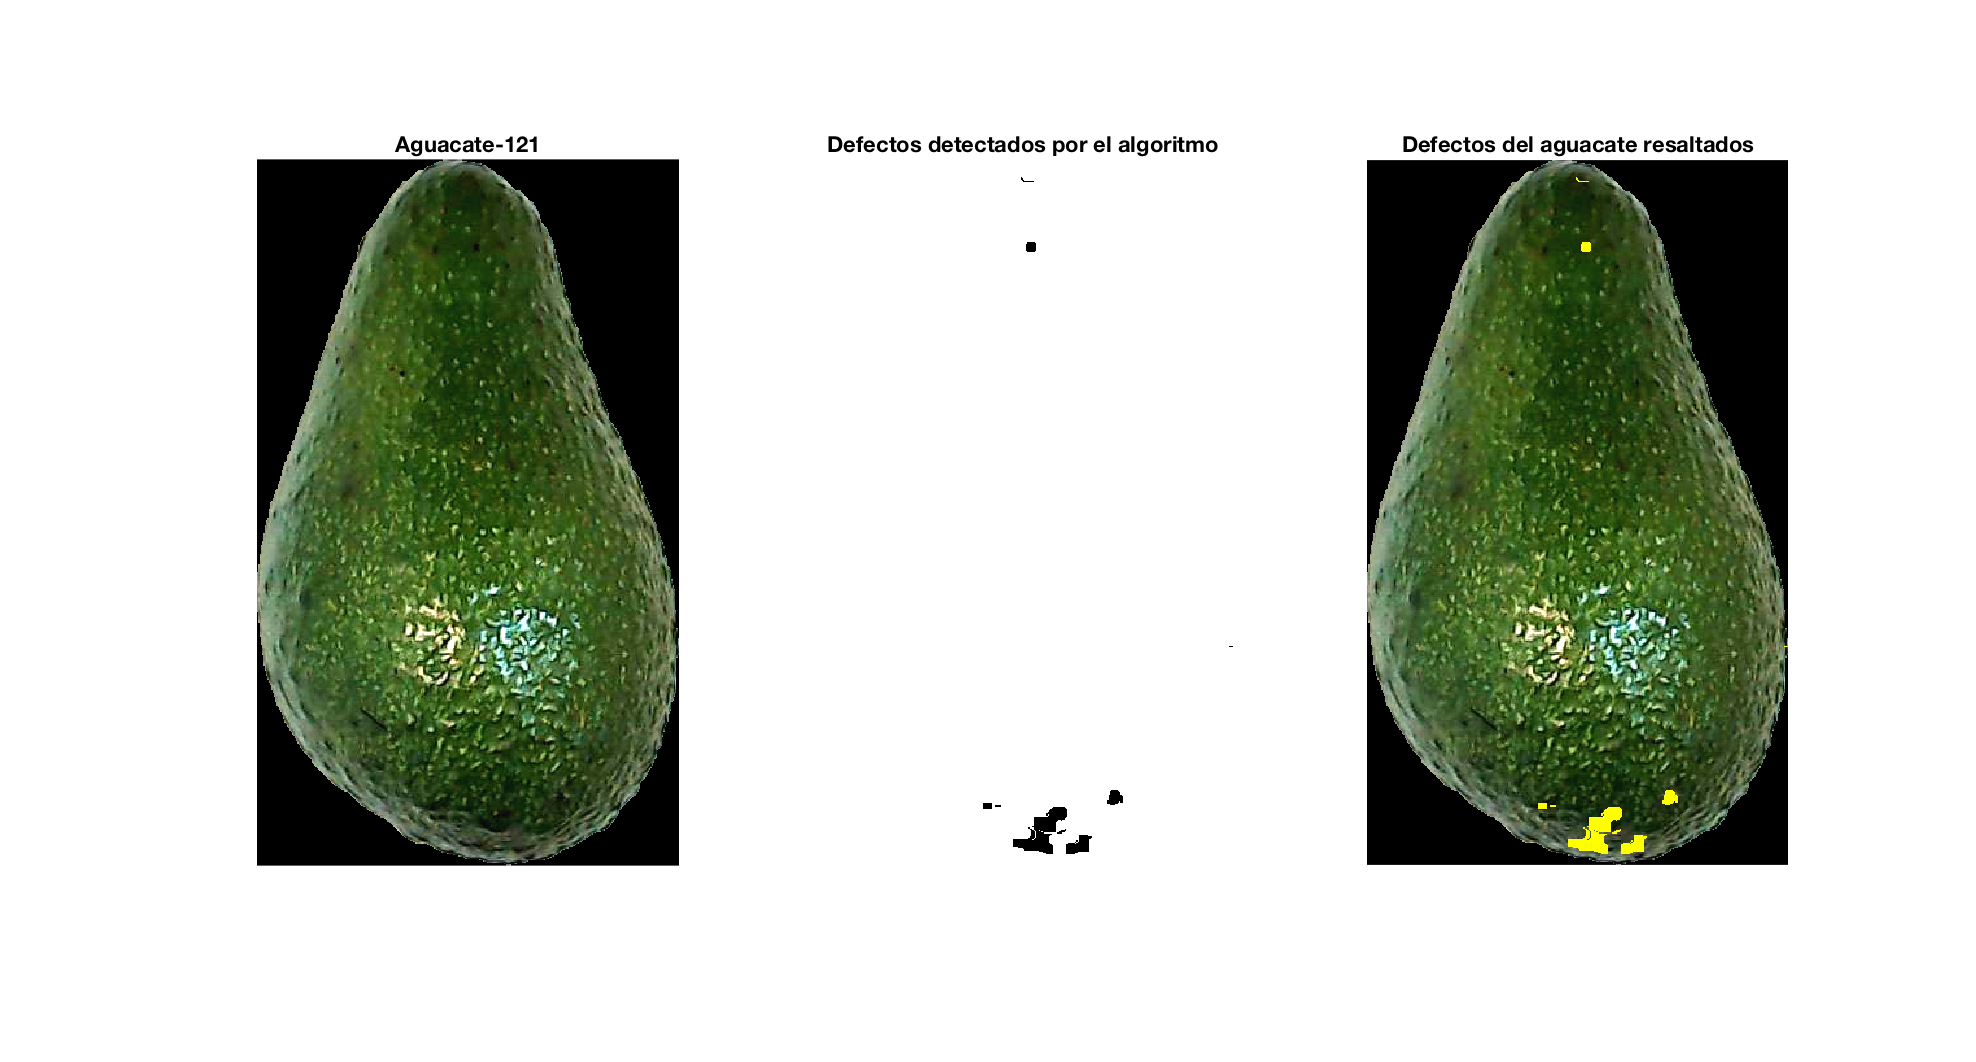 Aguacate-121
Defectos detectados por el algoritmo
Defectos del aguacate resaltados